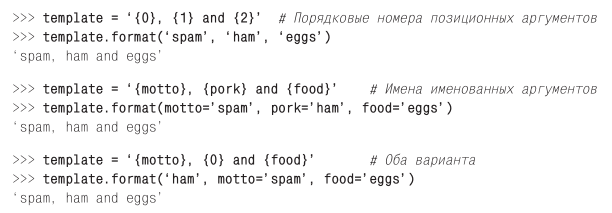 >>> template = ‘{0}, {1} and {2}’ # Порядковые номера позиционных аргументов
>>> template.format(‘spam’, ‘ham’, ‘eggs’)
‘spam, ham and eggs’
>>> template = ‘{motto}, {pork} and {food}’ # Имена именованных аргументов
>>> template.format(motto=’spam’, pork=’ham’, food=’eggs’)
‘spam, ham and eggs’
>>> template = ‘{motto}, {0} and {food}’ # Оба варианта
>>> template.format(‘ham’, motto=’spam’, food=’eggs’)
‘spam, ham and eggs’